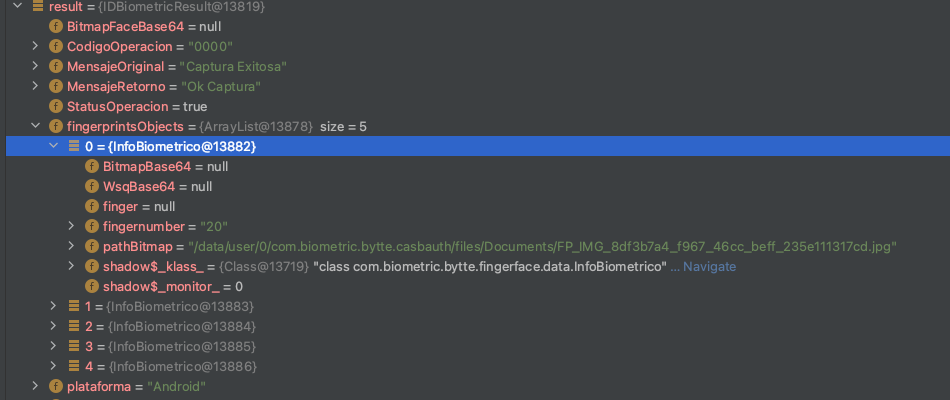 result = {IDBiometricResult@13819}
f BitmapFaceBase64 = null
f CodigoOperacion = "0000"
f MensajeOriginal = "Captura Exitosa"
f MensajeRetorno = "Ok Captura"
f StatusOperacion = true
f fingerprintsObjects = {ArrayList@13878} size = 5
0 = {InfoBiometrico@13882}
f BitmapBase64 = null
f WsqBase64 = null
f finger = null
f fingernumber = "20"
f pathBitmap = "/data/user/0/com.biometric.bytte.casbauth/files/Documents/FP_IMG_8df3b7a4_f967_46cc_beff_235e111317cd.jpg"
f shadow$_klass_ = {Class@13719} "class com.biometric.bytte.fingerface.data.InfoBiometrico" ... Navigate
f shadow$_monitor_ = 0
1 = {InfoBiometrico@13883}
2 = {InfoBiometrico@13884}
3 = {InfoBiometrico@13885}
4 = {InfoBiometrico@13886}
f plataforma = "Android"